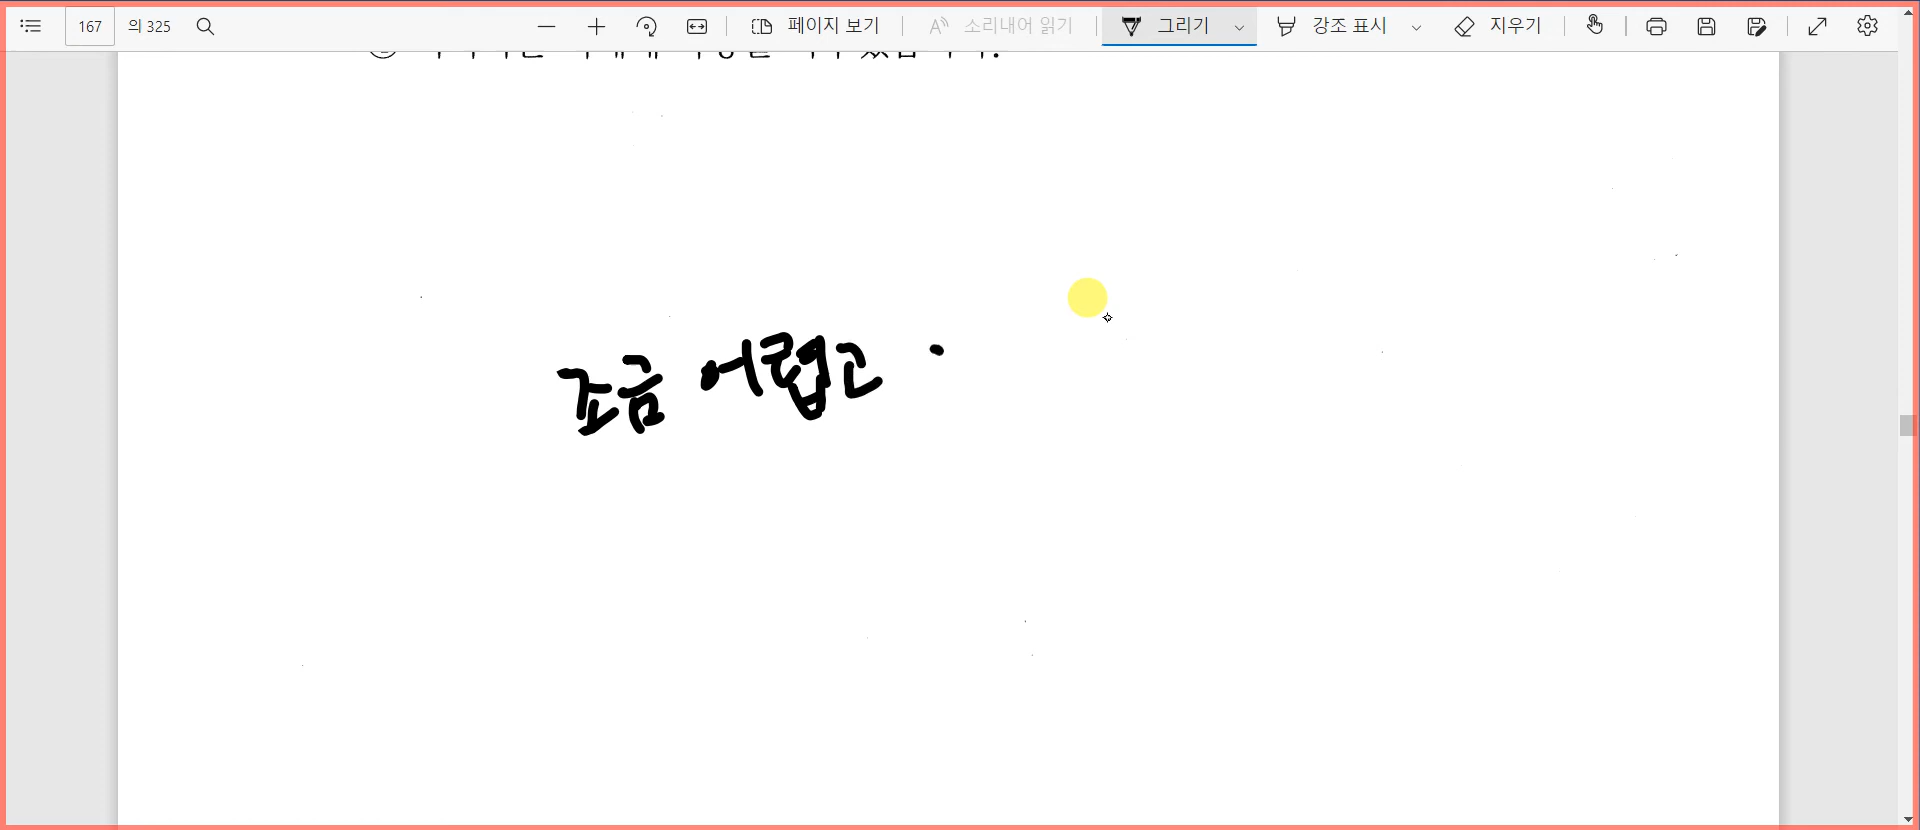 167 의 325 페이지 보기 소리내어 읽기 그리기 강조 표시 지우기
조금 어렵고 ·